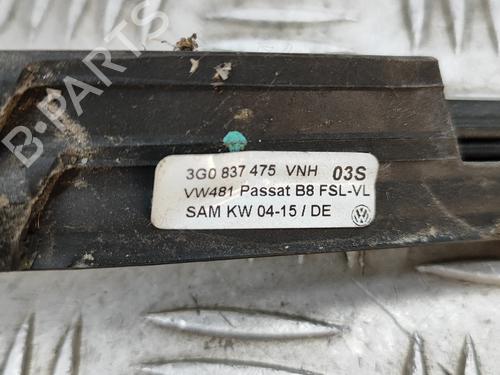 3G0 837 475 VNH 03S
VW481 Passat B8 FSL-VL
SAM KW 04-15 / DE
B-Parts